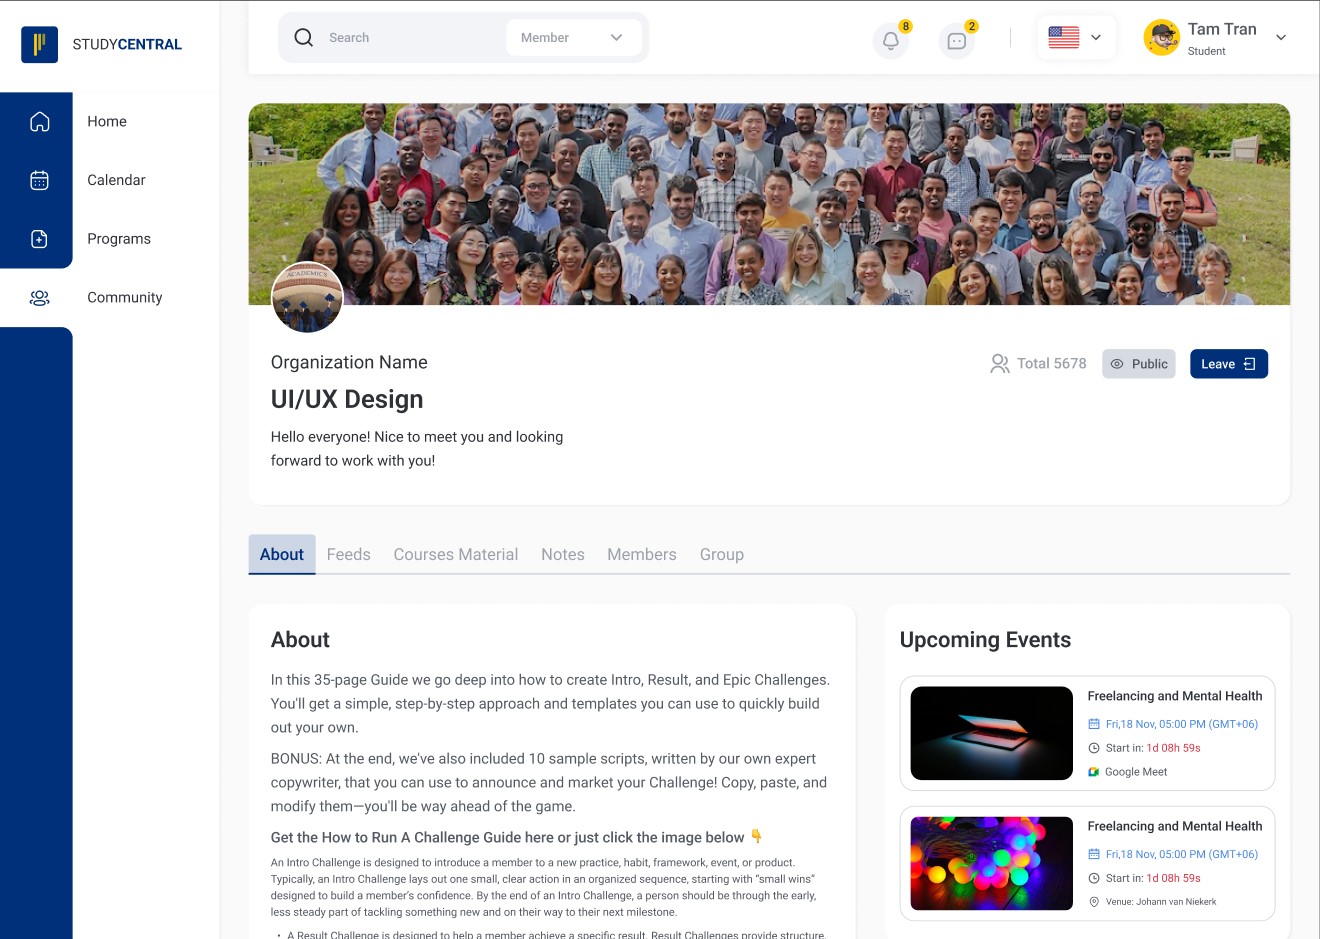 STUDYCENTRAL
Search
Member
8
2
Tam Tran
Student
Home
Calendar
Programs
Community
ACADEMICS
Organization Name
Total 5678
Public
Leave
UI/UX Design
Hello everyone! Nice to meet you and looking
forward to work with you!
About
Feeds
Courses Material
Notes
Members
Group
About
In this 35-page Guide we go deep into how to create Intro, Result, and Epic Challenges.
You'll get a simple, step-by-step approach and templates you can use to quickly build
out your own.
BONUS: At the end, we've also included 10 sample scripts, written by our own expert
copywriter, that you can use to announce and market your Challenge! Copy, paste, and
modify them—you'll be way ahead of the game.
Get the How to Run A Challenge Guide here or just click the image below 👇
An Intro Challenge is designed to introduce a member to a new practice, habit, framework, event, or product.
Typically, an Intro Challenge lays out one small, clear action in an organized sequence, starting with “small wins”
designed to build a member’s confidence. By the end of an Intro Challenge, a person should be through the early,
less steady part of tackling something new and on their way to their next milestone.
• A Result Challenge is designed to help a member achieve a specific result. Result Challenges provide structure,
Upcoming Events
Freelancing and Mental Health
Fri,18 Nov, 05:00 PM (GMT+06)
Start in: 1d 08h 59s
Google Meet
Freelancing and Mental Health
Fri,18 Nov, 05:00 PM (GMT+06)
Start in: 1d 08h 59s
Venue: Johann van Niekerk